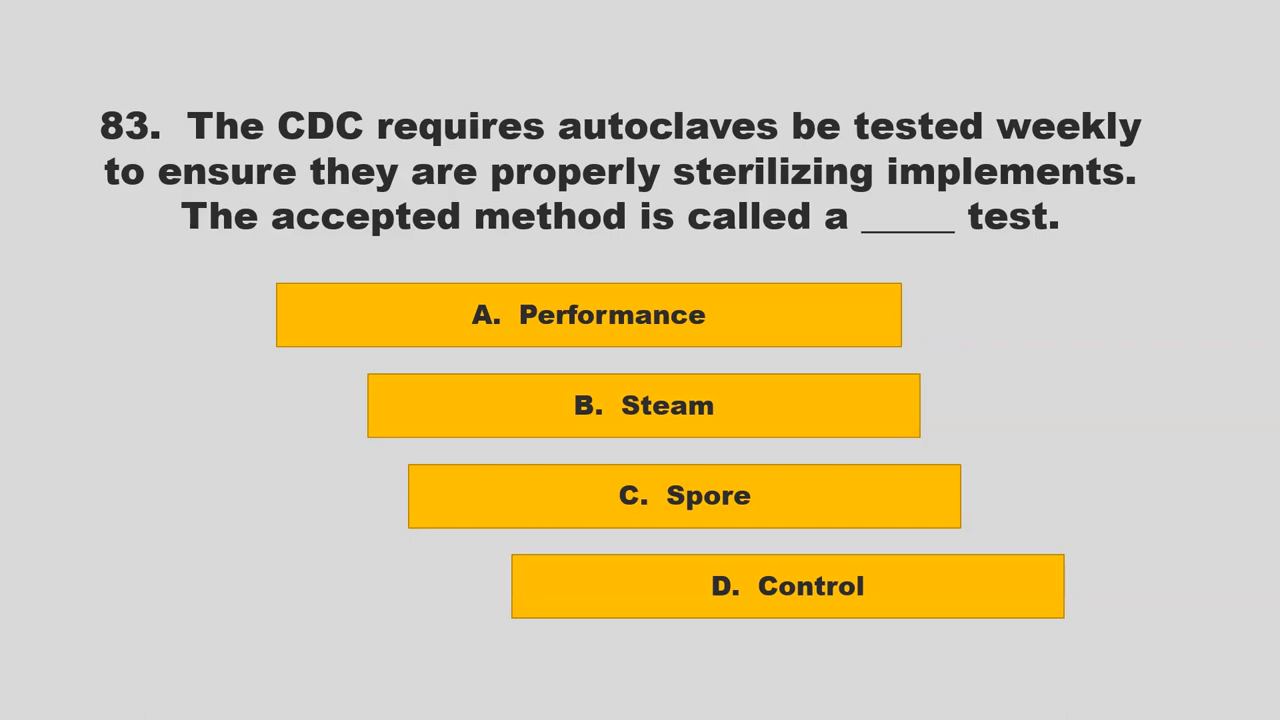 83.  The CDC requires autoclaves be tested weekly
to ensure they are properly sterilizing implements.
The accepted method is called a _____ test.
A.  Performance
B.  Steam
C.  Spore
D.  Control